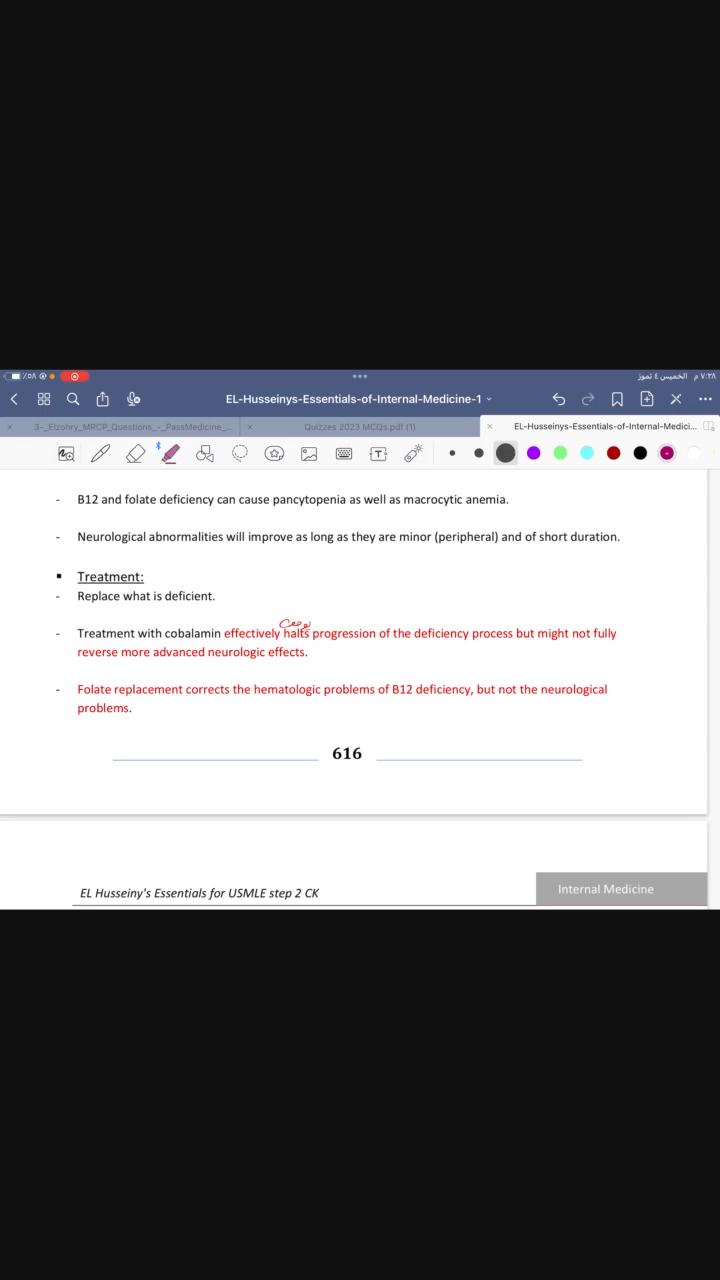 ٪٥٨
٧:٢٨ م الخميس ٤ تموز
EL-Husseinys-Essentials-of-Internal-Medicine-1
3-_Elzohry_MRCP_Questions_-_PassMedicine_...
Quizzes 2023 MCQs.pdf (1)
EL-Husseinys-Essentials-of-Internal-Medici...
- B12 and folate deficiency can cause pancytopenia as well as macrocytic anemia.
- Neurological abnormalities will improve as long as they are minor (peripheral) and of short duration.
▪ Treatment:
- Replace what is deficient.
- Treatment with cobalamin effectively halts progression of the deficiency process but might not fully
reverse more advanced neurologic effects.
- Folate replacement corrects the hematologic problems of B12 deficiency, but not the neurological
problems.
616
EL Husseiny's Essentials for USMLE step 2 CK
Internal Medicine